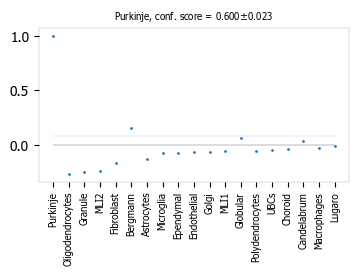 Purkinje, conf. score = 0.600±0.023
1.0
0.5
0.0
Purkinje
Oligodendrocytes
Granule
MLI2
Fibroblast
Bergmann
Astrocytes
Microglia
Ependymal
Endothelial
Golgi
MLI1
Globular
Polydendrocytes
UBCs
Choroid
Candelabrum
Macrophages
Lugaro